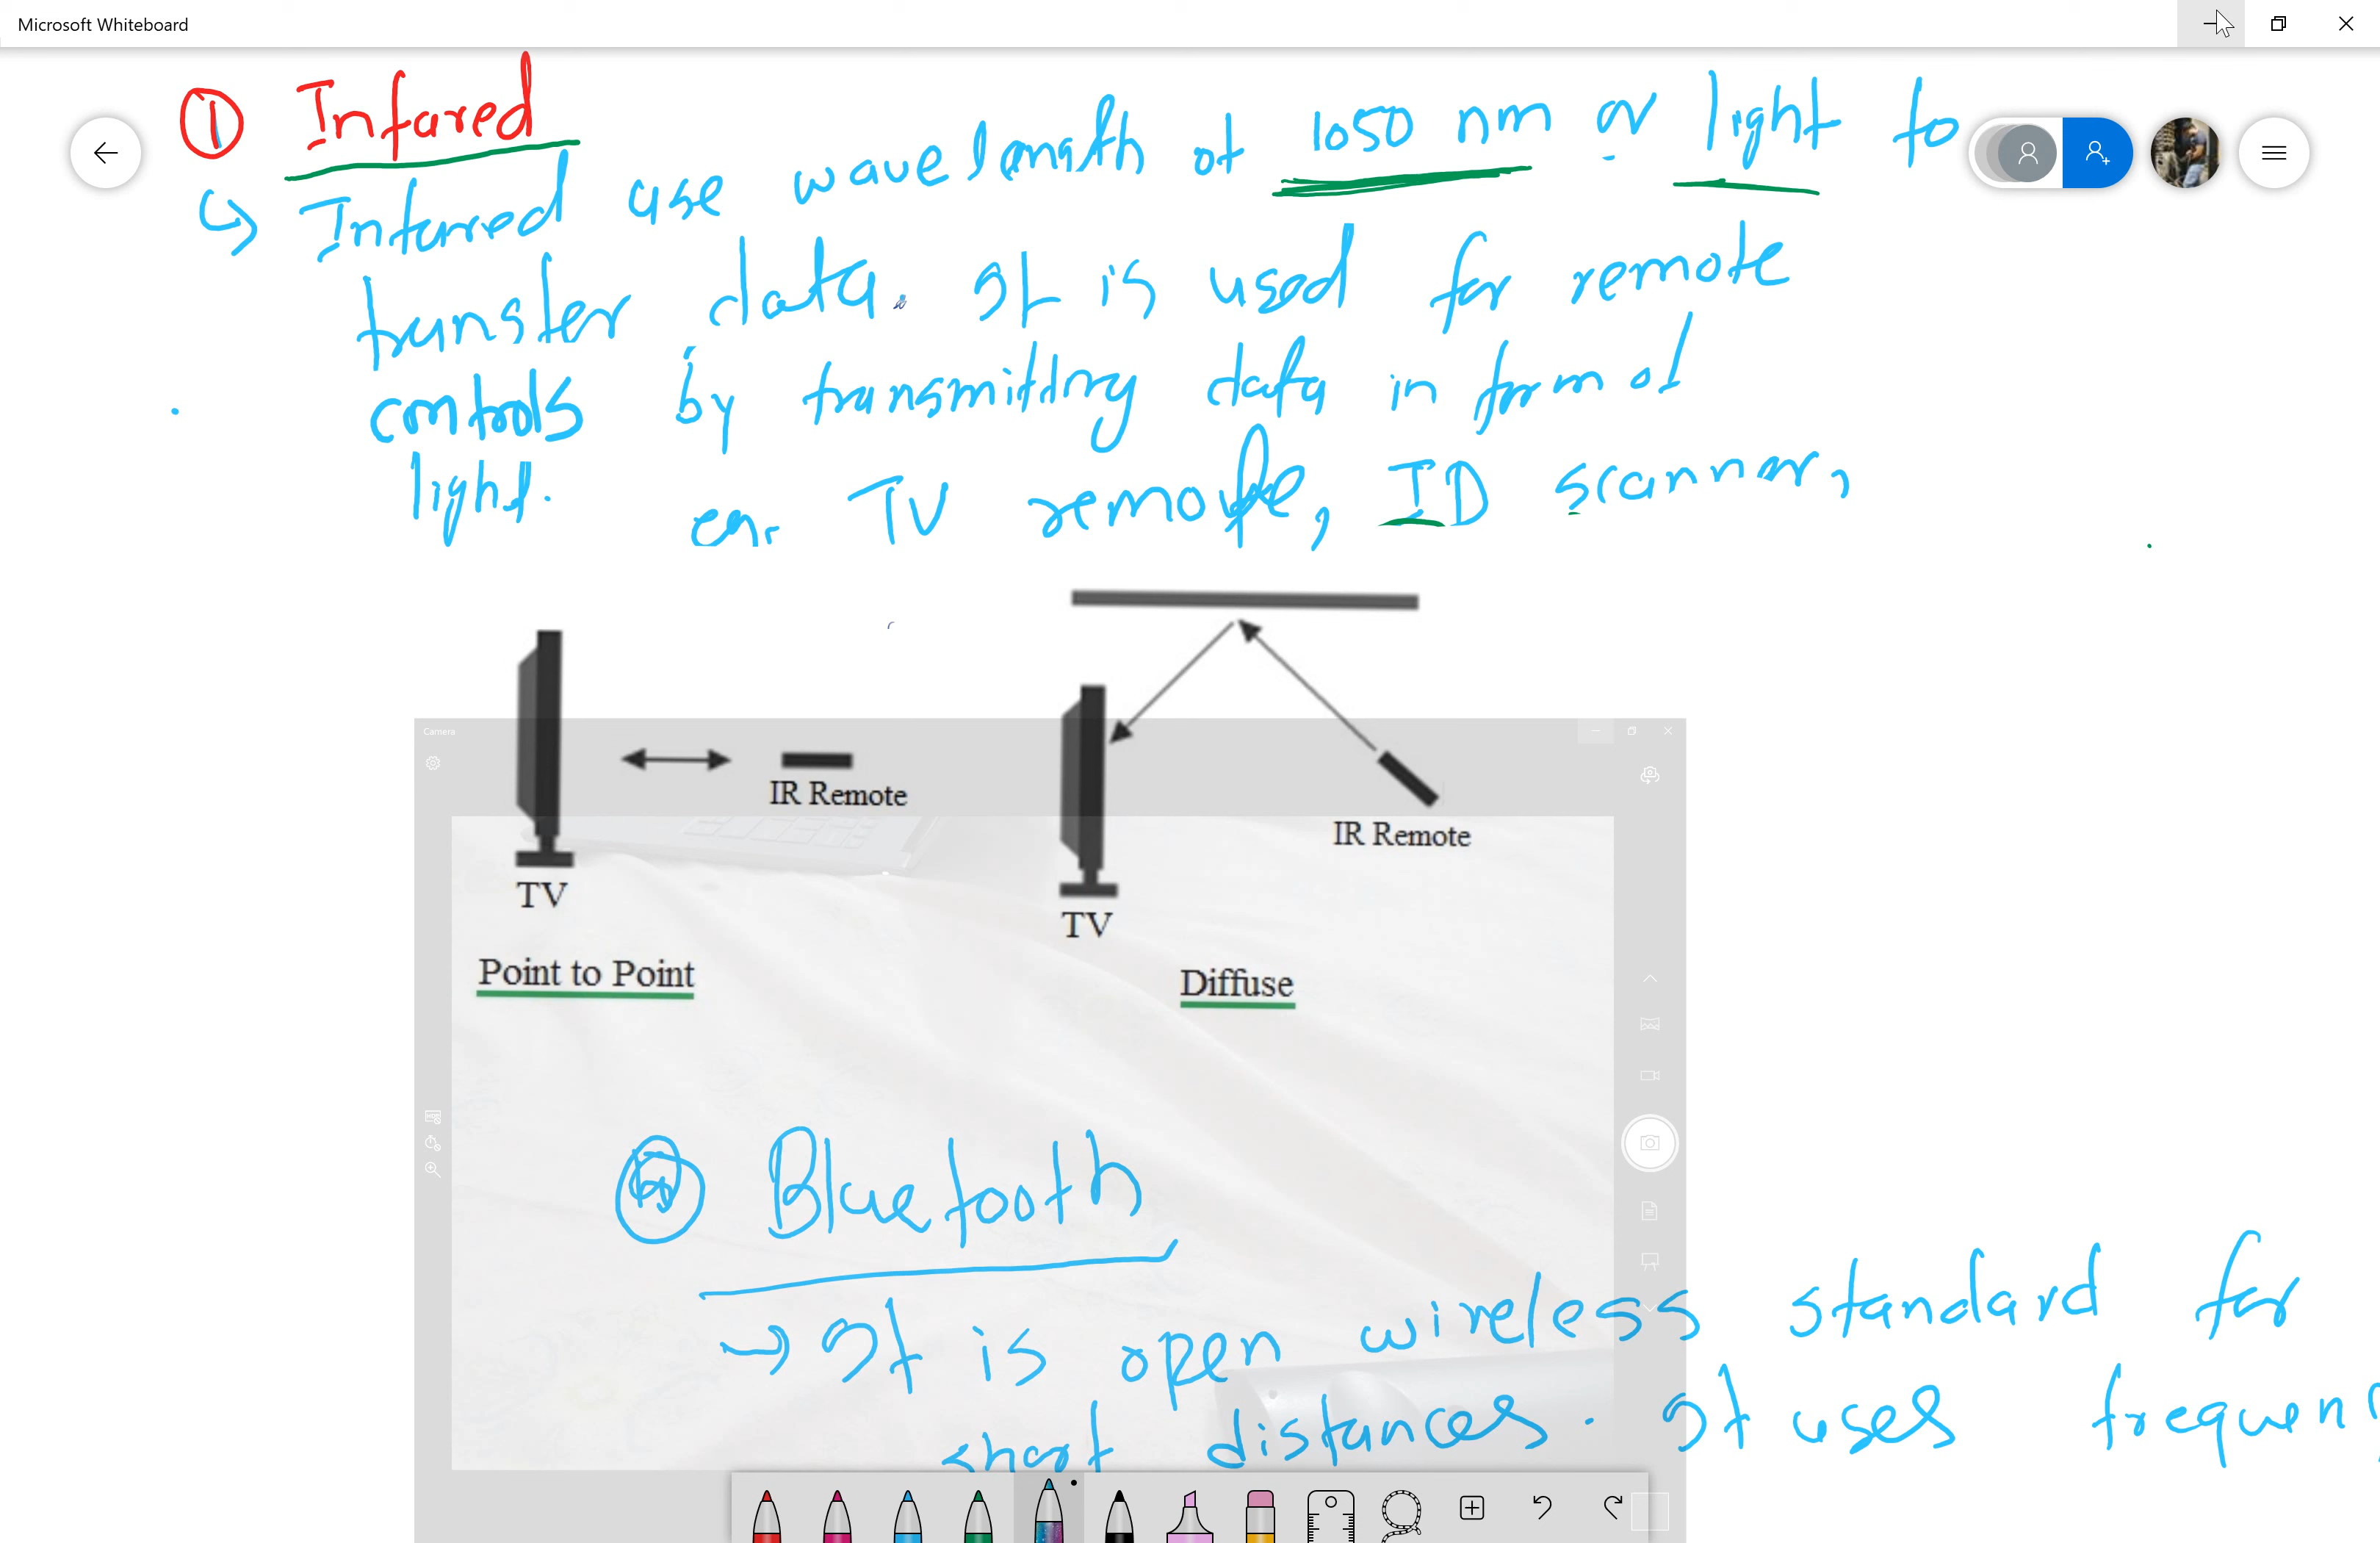 Microsoft Whiteboard
① Infared
↳ Infarred use wavelength of 1050 nm or light to
transfer data. It is used for remote
controls by transmitting data in form of
light. TV remote, ID scanner,
Camera
IR Remote
IR Remote
TV
TV
Point to Point
Diffuse
Bluetooth
→ It is open wireless standard for
short distances. It uses frequen